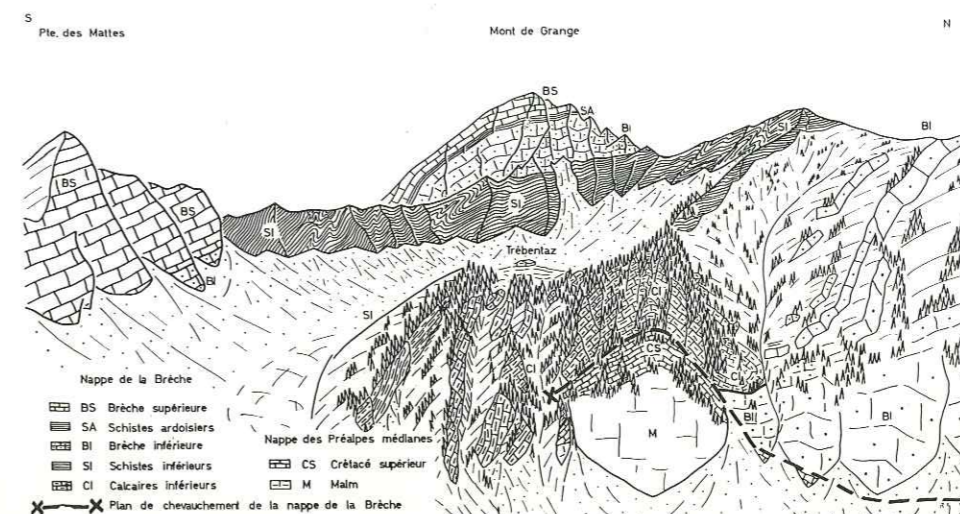 S
N
Pte. des Mattes
Mont de Grange
BS
SA
BI
SI
BI
BS
BS
SI
SI
BI
Trébentaz
SI
CI
CS
CI
CI
BI
BI
M
Nappe de la Brèche
BS Brèche supérieure
SA Schistes ardoisiers
BI Brèche inférieure
SI Schistes inférieurs
CI Calcaires inférieurs
Nappe des Préalpes médianes
CS Crétacé supérieur
M Malm
Plan de chevauchement de la nappe de la Brèche